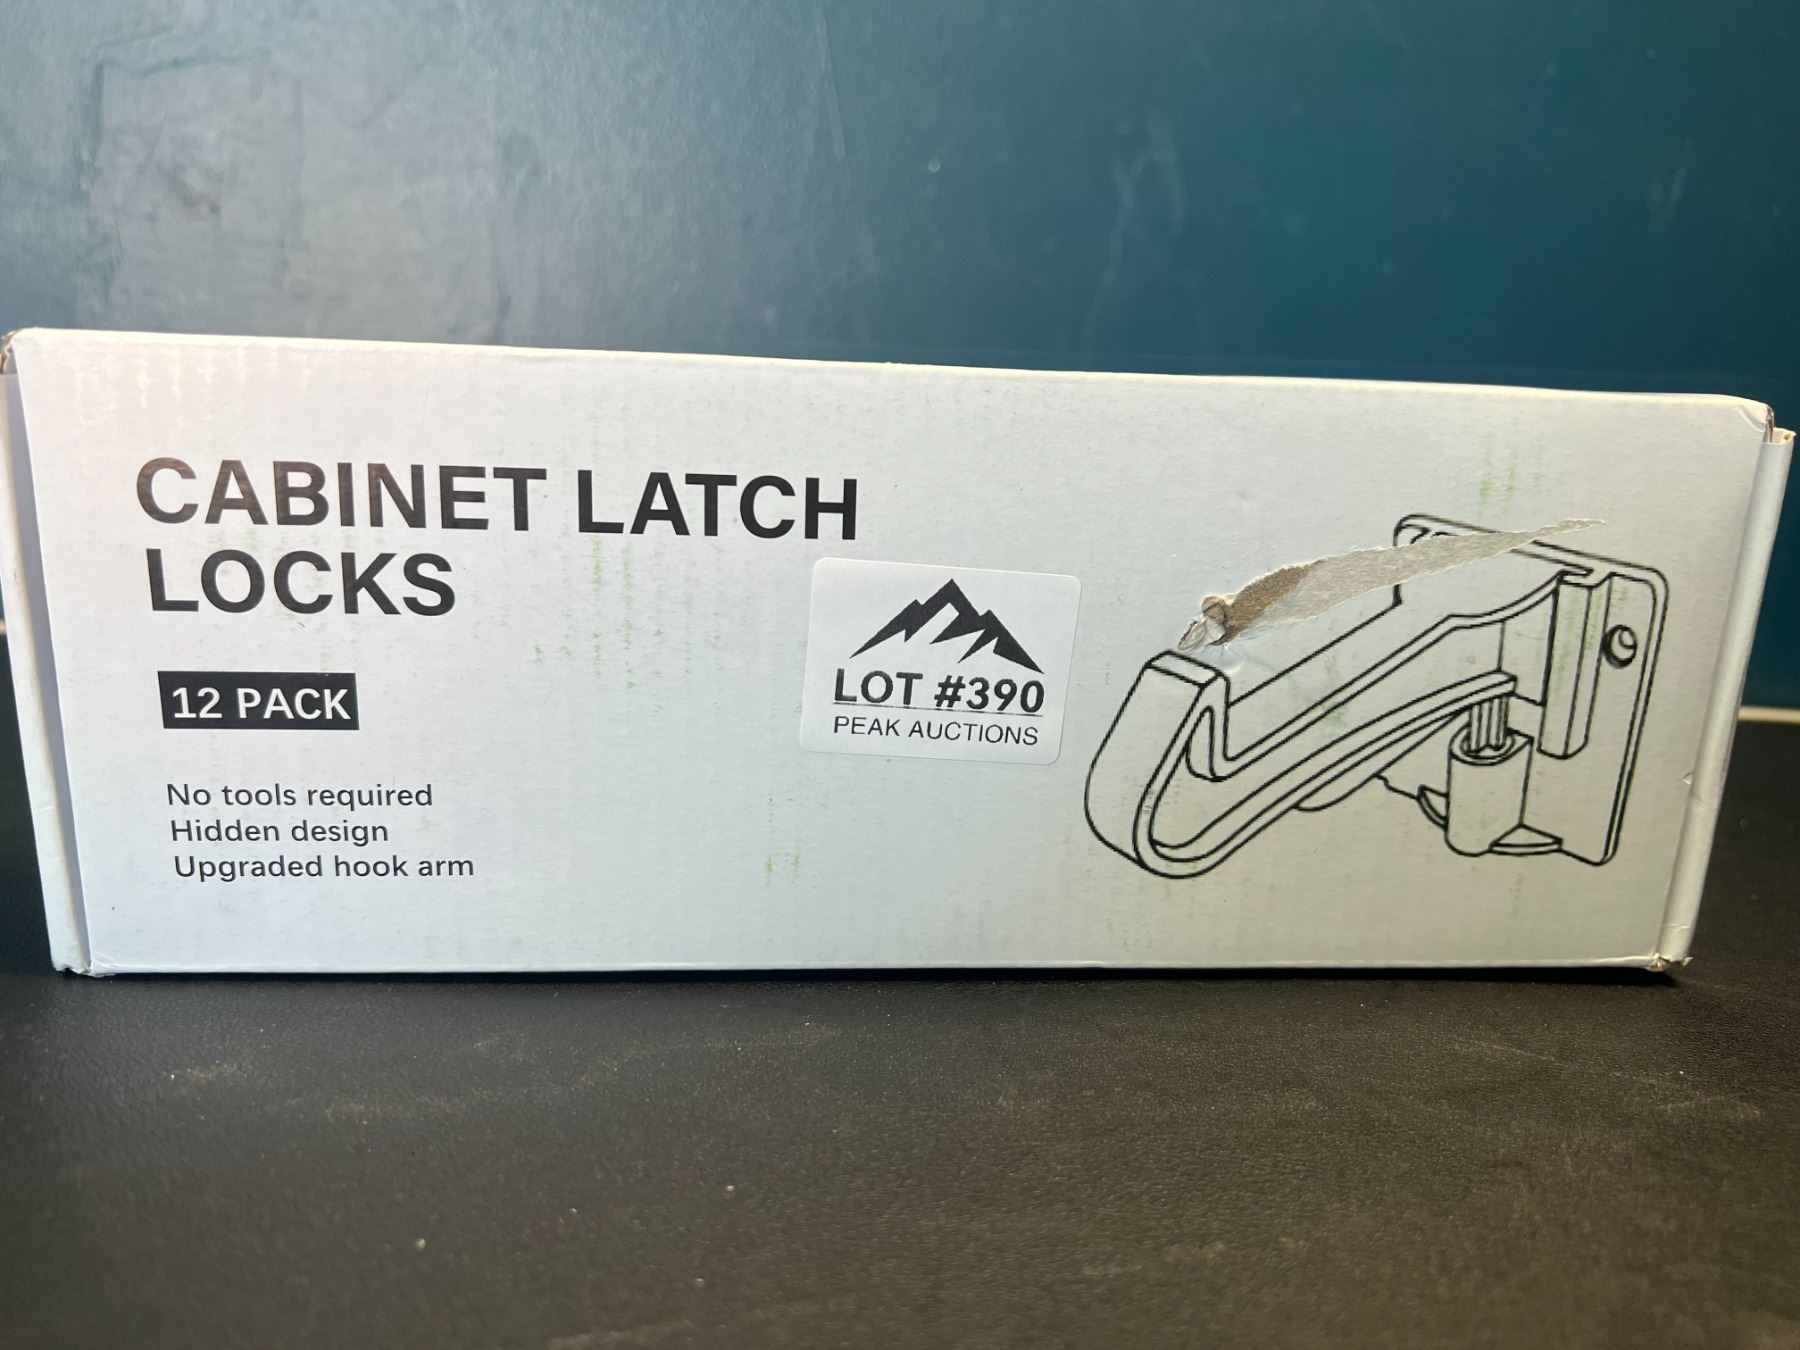 CABINET LATCH
LOCKS
12 PACK
No tools required
Hidden design
Upgraded hook arm
LOT #390
PEAK AUCTIONS